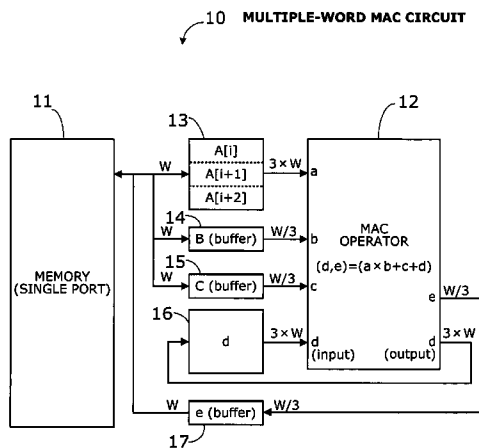 10 MULTIPLE-WORD MAC CIRCUIT
11
12
13
A[i]
A[i+1]
A[i+2]
W
3×W
a
14
W
B (buffer)
W/3
b
15
W
C (buffer)
W/3
c
MEMORY
(SINGLE PORT)
MAC
OPERATOR
(d,e)=(a×b+c+d)
16
d
3×W
d
(input)
e
W/3
d
(output)
3×W
W
e (buffer)
W/3
17